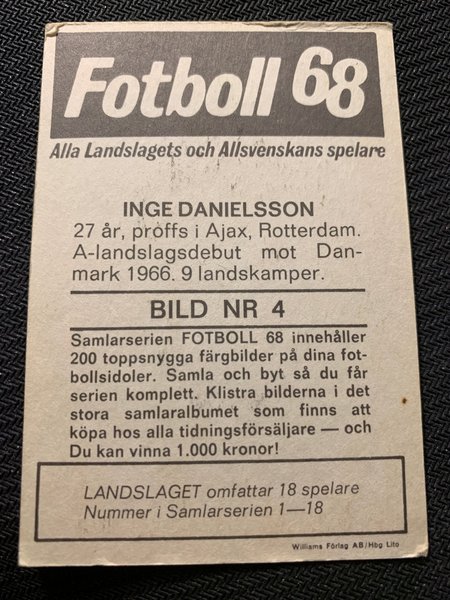 Fotboll 68
Alla Landslagets och Allsvenskans spelare
INGE DANIELSSON
27 år, proffs i Ajax, Rotterdam.
A-landslagsdebut mot Dan-
mark 1966. 9 landskamper.
BILD NR 4
Samlarserien FOTBOLL 68 innehåller
200 toppsnygga färgbilder på dina fot-
bollsidoler. Samla och byt så du får
serien komplett. Klistra bilderna i det
stora samlaralbumet som finns att
köpa hos alla tidningsförsäljare — och
Du kan vinna 1.000 kronor!
LANDSLAGET omfattar 18 spelare
Nummer i Samlarserien 1—18
Williams Förlag AB/Hbg Lito